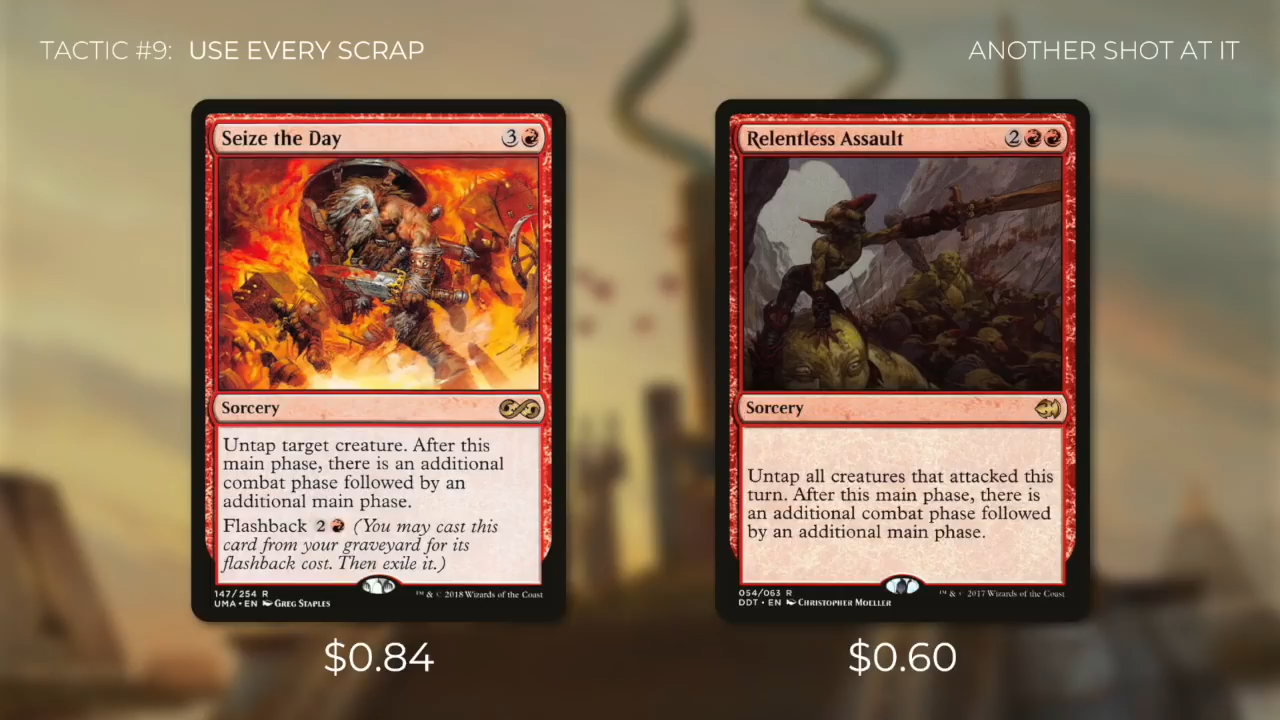 TACTIC #9: USE EVERY SCRAP
ANOTHER SHOT AT IT
Seize the Day 3
Sorcery
Untap target creature. After this
main phase, there is an additional
combat phase followed by an
additional main phase.
Flashback 2 (You may cast this
card from your graveyard for its
flashback cost. Then exile it.)
147/254 R
UMA • EN GREG STAPLES
™ & © 2018 Wizards of the Coast
$0.84
Relentless Assault 2
Sorcery
Untap all creatures that attacked this
turn. After this main phase, there is
an additional combat phase followed
by an additional main phase.
054/063 R
DDT • EN CHRISTOPHER MOELLER
™ & © 2017 Wizards of the Coast
$0.60